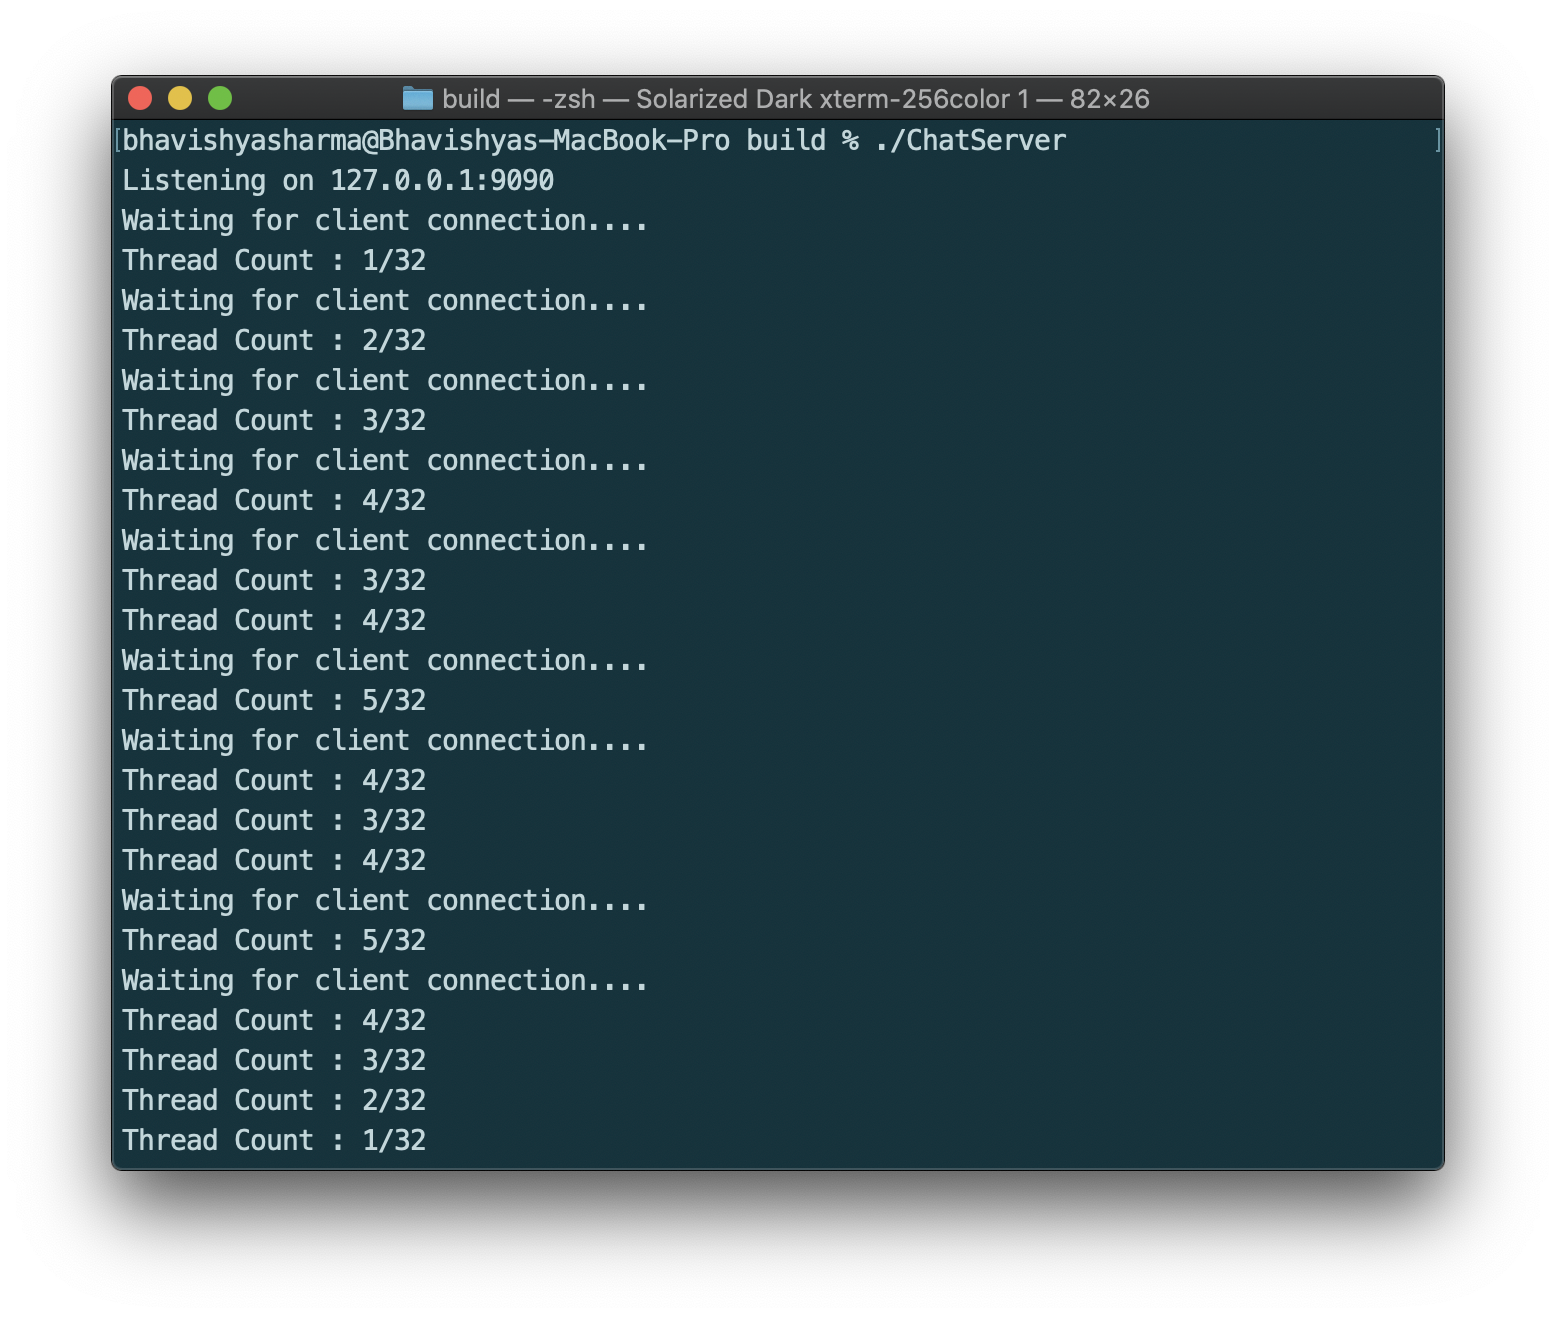 build — -zsh — Solarized Dark xterm-256color 1 — 82×26
[bhavishyasharma@Bhavishyas-MacBook-Pro build % ./ChatServer ]
Listening on 127.0.0.1:9090
Waiting for client connection....
Thread Count : 1/32
Waiting for client connection....
Thread Count : 2/32
Waiting for client connection....
Thread Count : 3/32
Waiting for client connection....
Thread Count : 4/32
Waiting for client connection....
Thread Count : 3/32
Thread Count : 4/32
Waiting for client connection....
Thread Count : 5/32
Waiting for client connection....
Thread Count : 4/32
Thread Count : 3/32
Thread Count : 4/32
Waiting for client connection....
Thread Count : 5/32
Waiting for client connection....
Thread Count : 4/32
Thread Count : 3/32
Thread Count : 2/32
Thread Count : 1/32